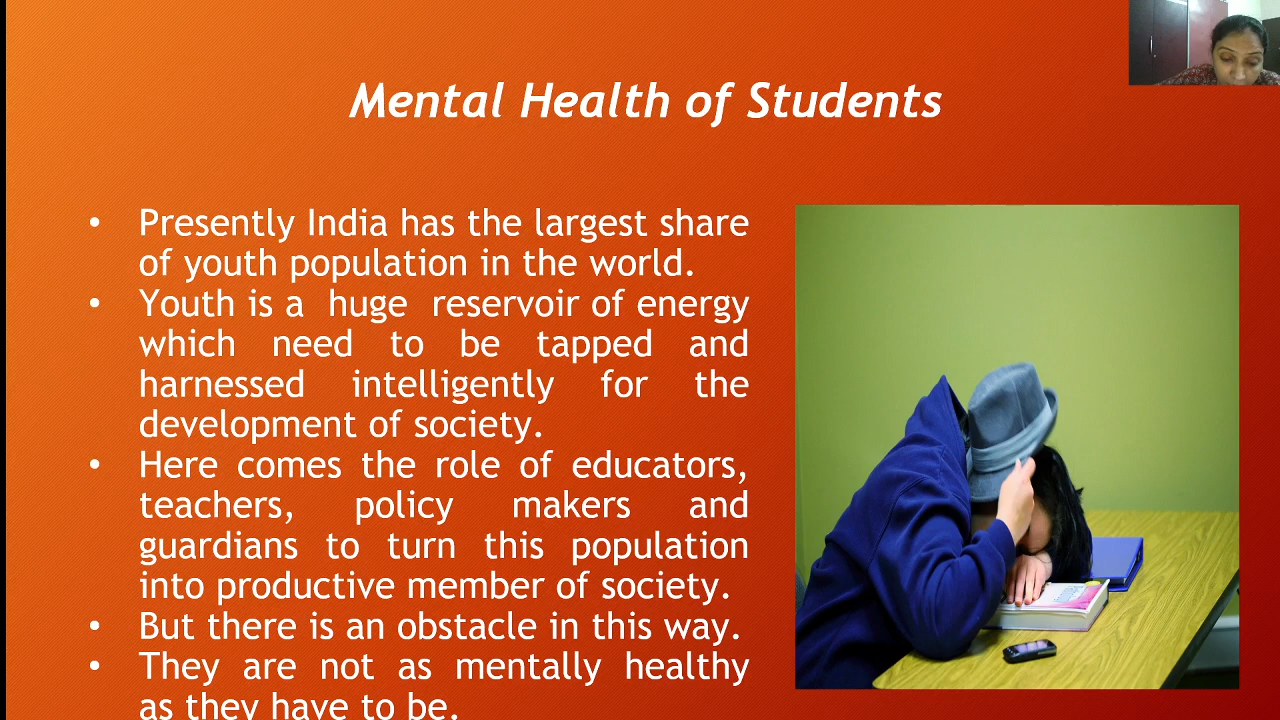 Mental Health of Students
• Presently India has the largest share
of youth population in the world.
• Youth is a huge reservoir of energy
which need to be tapped and
harnessed intelligently for the
development of society.
• Here comes the role of educators,
teachers, policy makers and
guardians to turn this population
into productive member of society.
• But there is an obstacle in this way.
• They are not as mentally healthy
as they have to be.